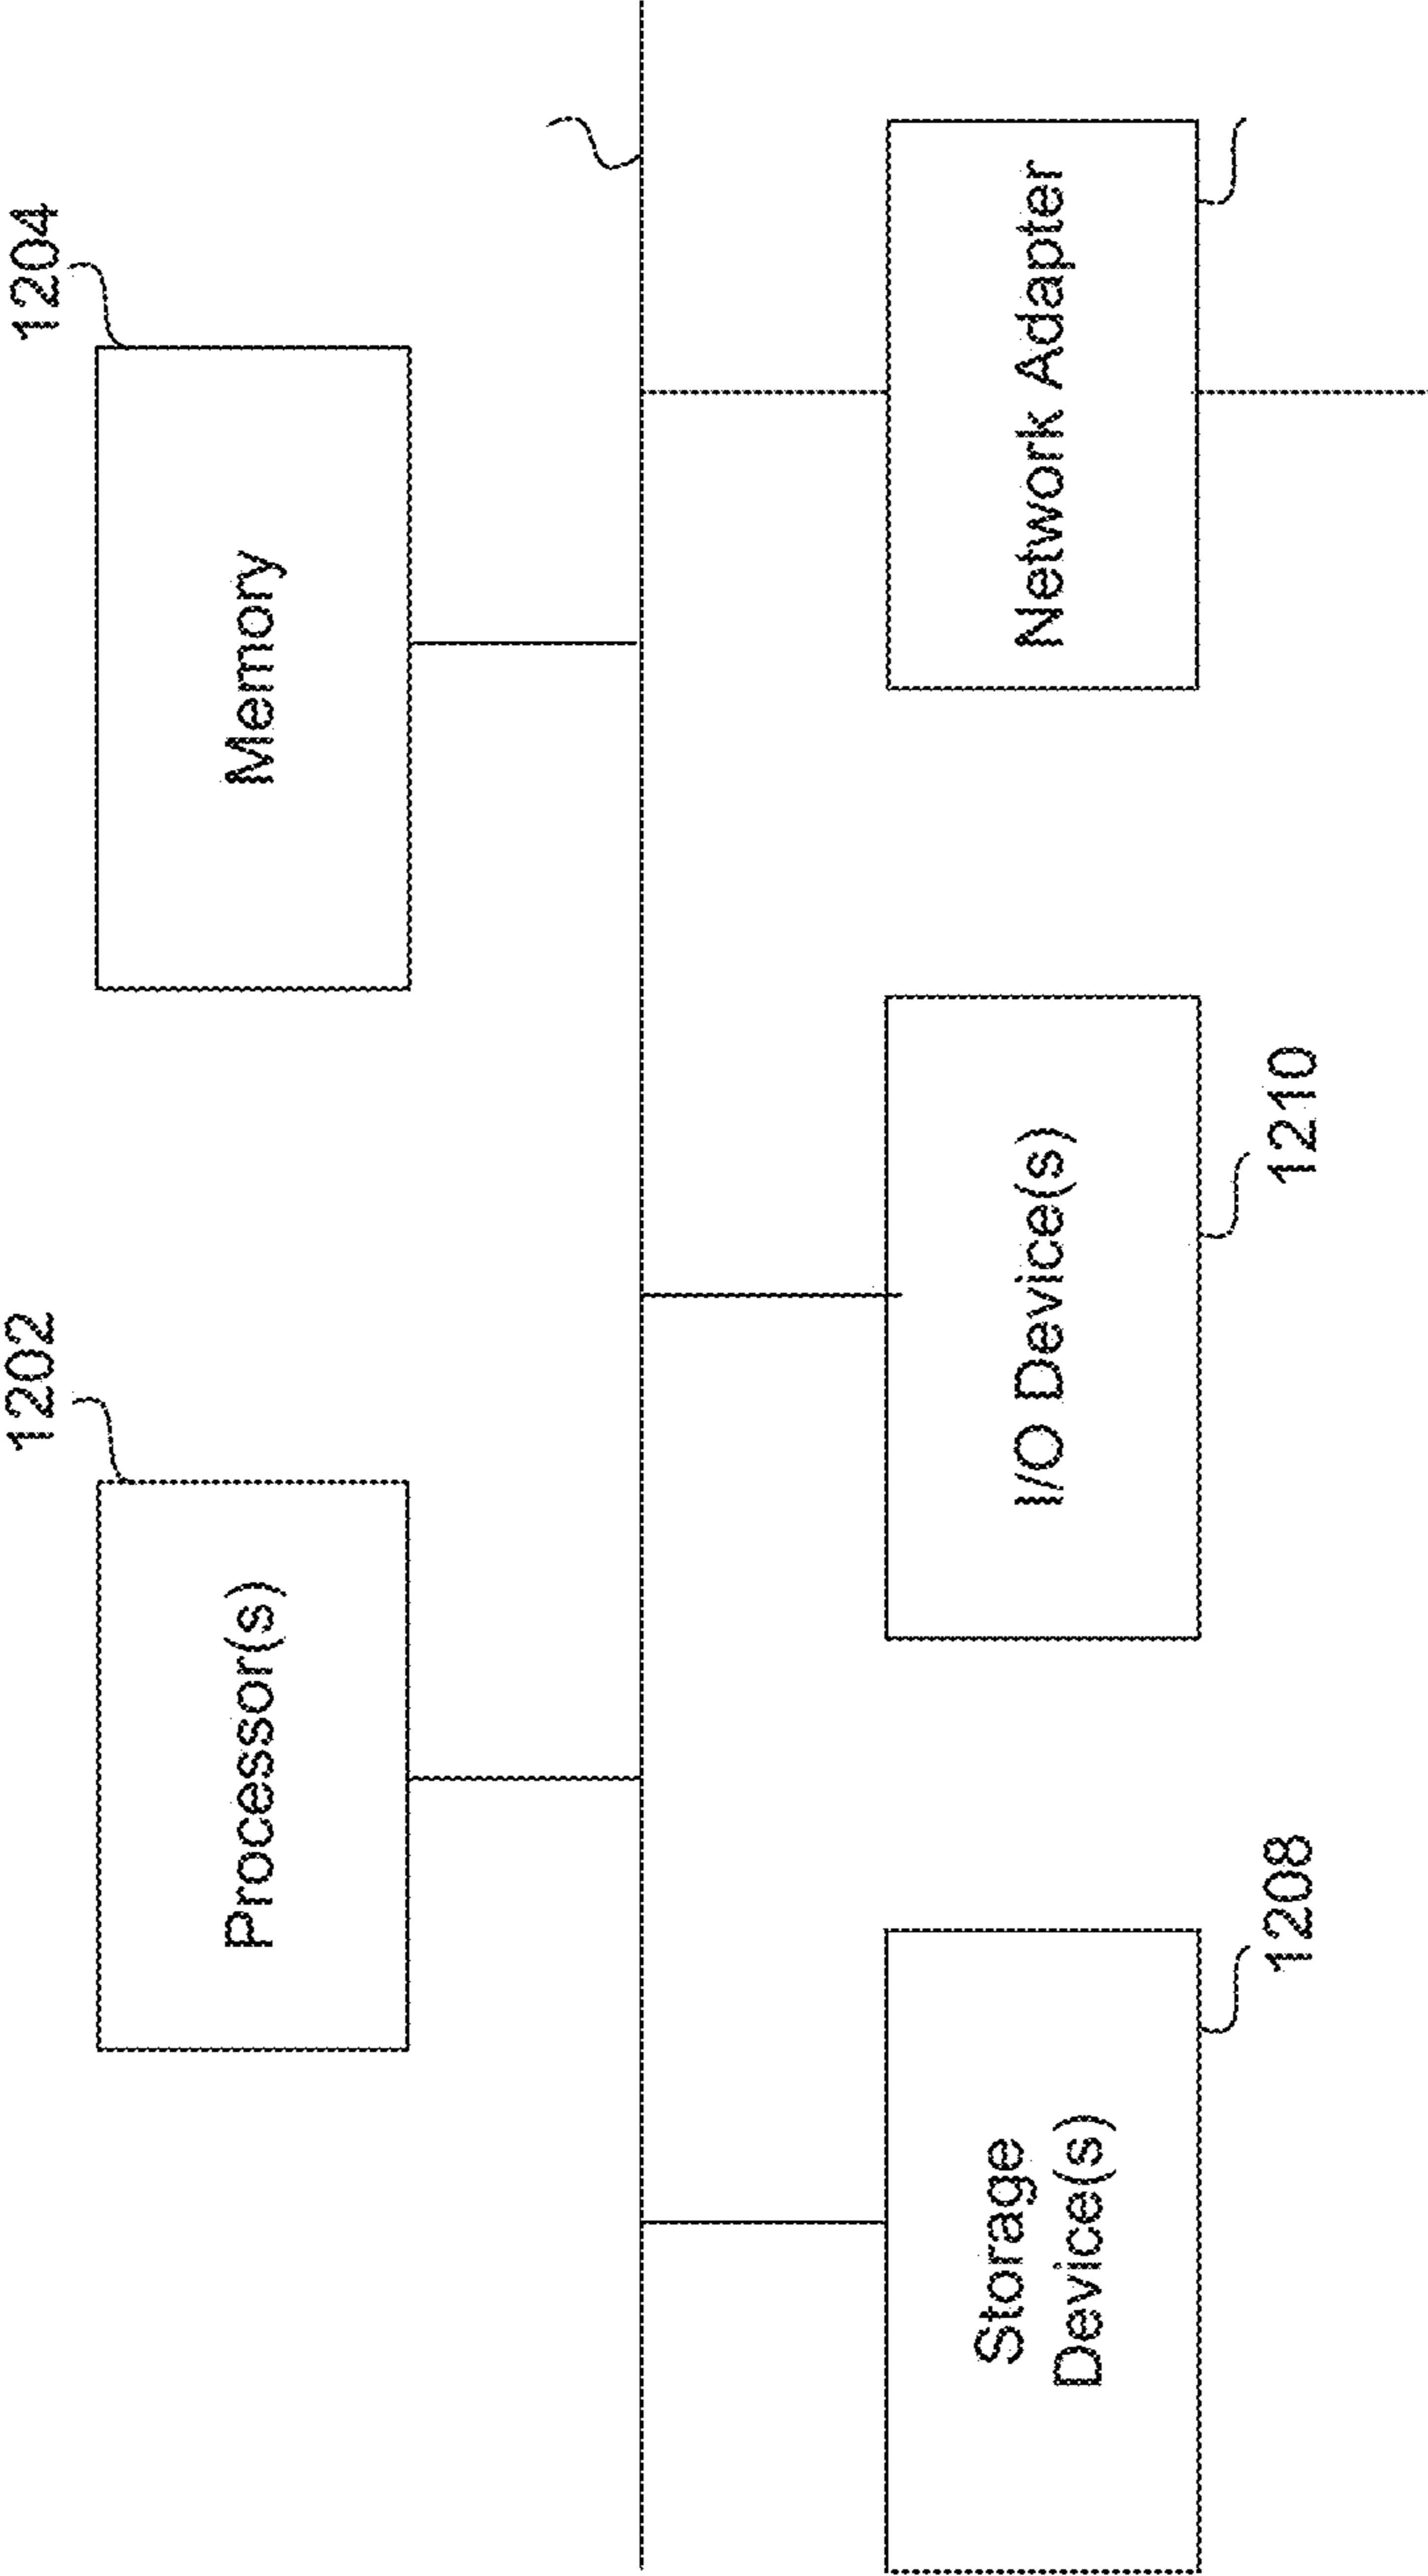 1202
1204
Processor(s)
Memory
Storage
Device(s)
I/O Device(s)
Network Adapter
1208
1210